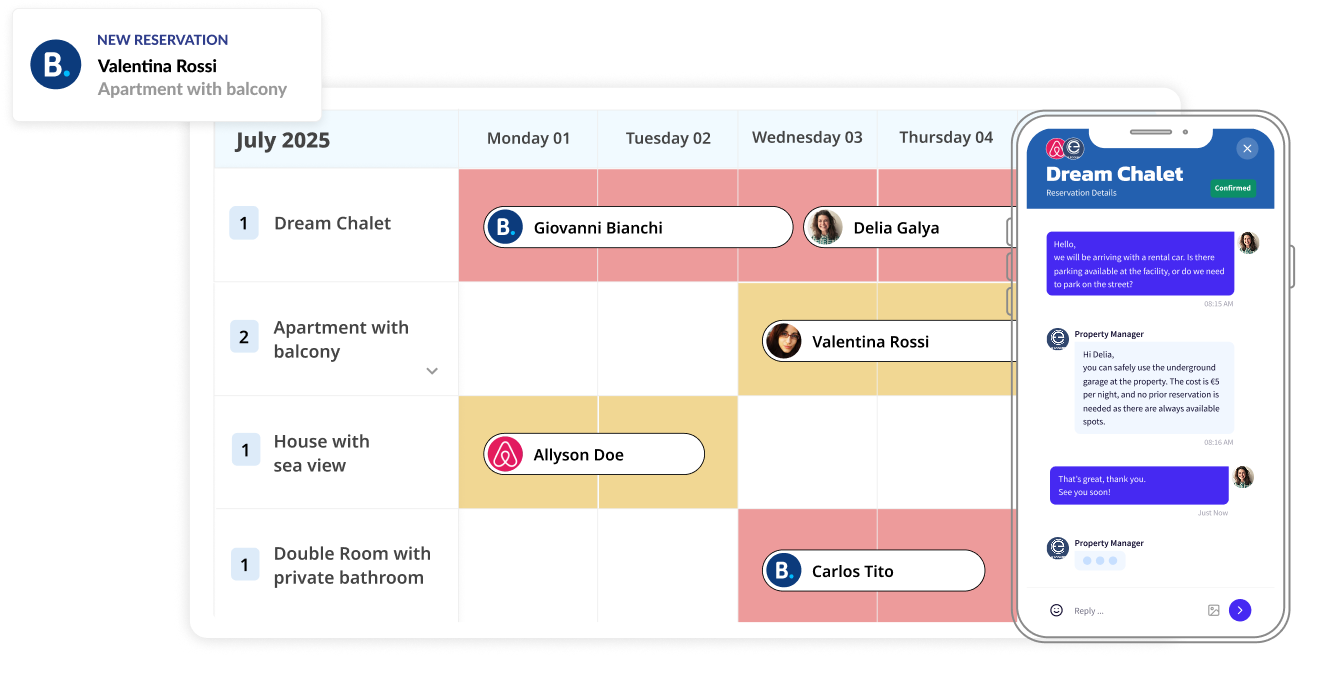 NEW RESERVATION
B.
Valentina Rossi
Apartment with balcony
July 2025
Monday 01
Tuesday 02
Wednesday 03
Thursday 04
1
Dream Chalet
B.
Giovanni Bianchi
Delia Galya
2
Apartment with
balcony
Valentina Rossi
1
House with
sea view
Allyson Doe
1
Double Room with
private bathroom
B.
Carlos Tito
Dream Chalet
Reservation Details
Confirmed
Hello,
we will be arriving with a rental car. Is there
parking available at the facility, or do we need
to park on the street?
08:15 AM
Property Manager
Hi Delia,
you can safely use the underground
garage at the property. The cost is €5
per night, and no prior reservation is
needed as there are always available
spots.
08:16 AM
That's great, thank you.
See you soon!
Just Now
Property Manager
Reply ...